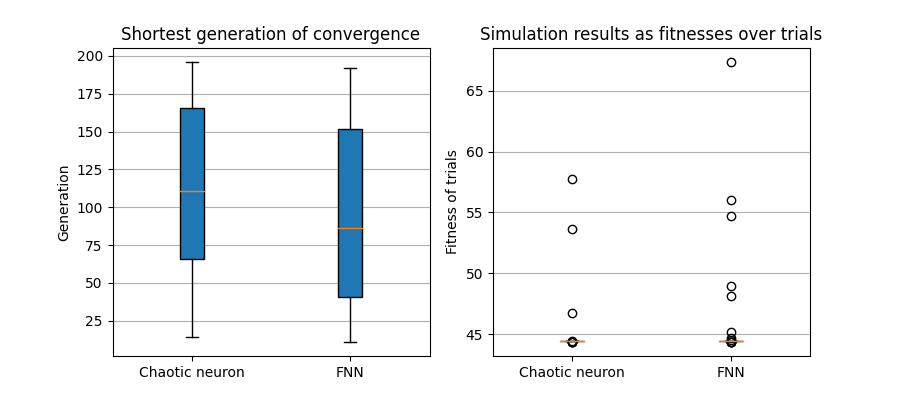 Shortest generation of convergence
Generation
200
175
150
125
100
75
50
25
Chaotic neuron
FNN
Simulation results as fitnesses over trials
Fitness of trials
65
60
55
50
45
Chaotic neuron
FNN